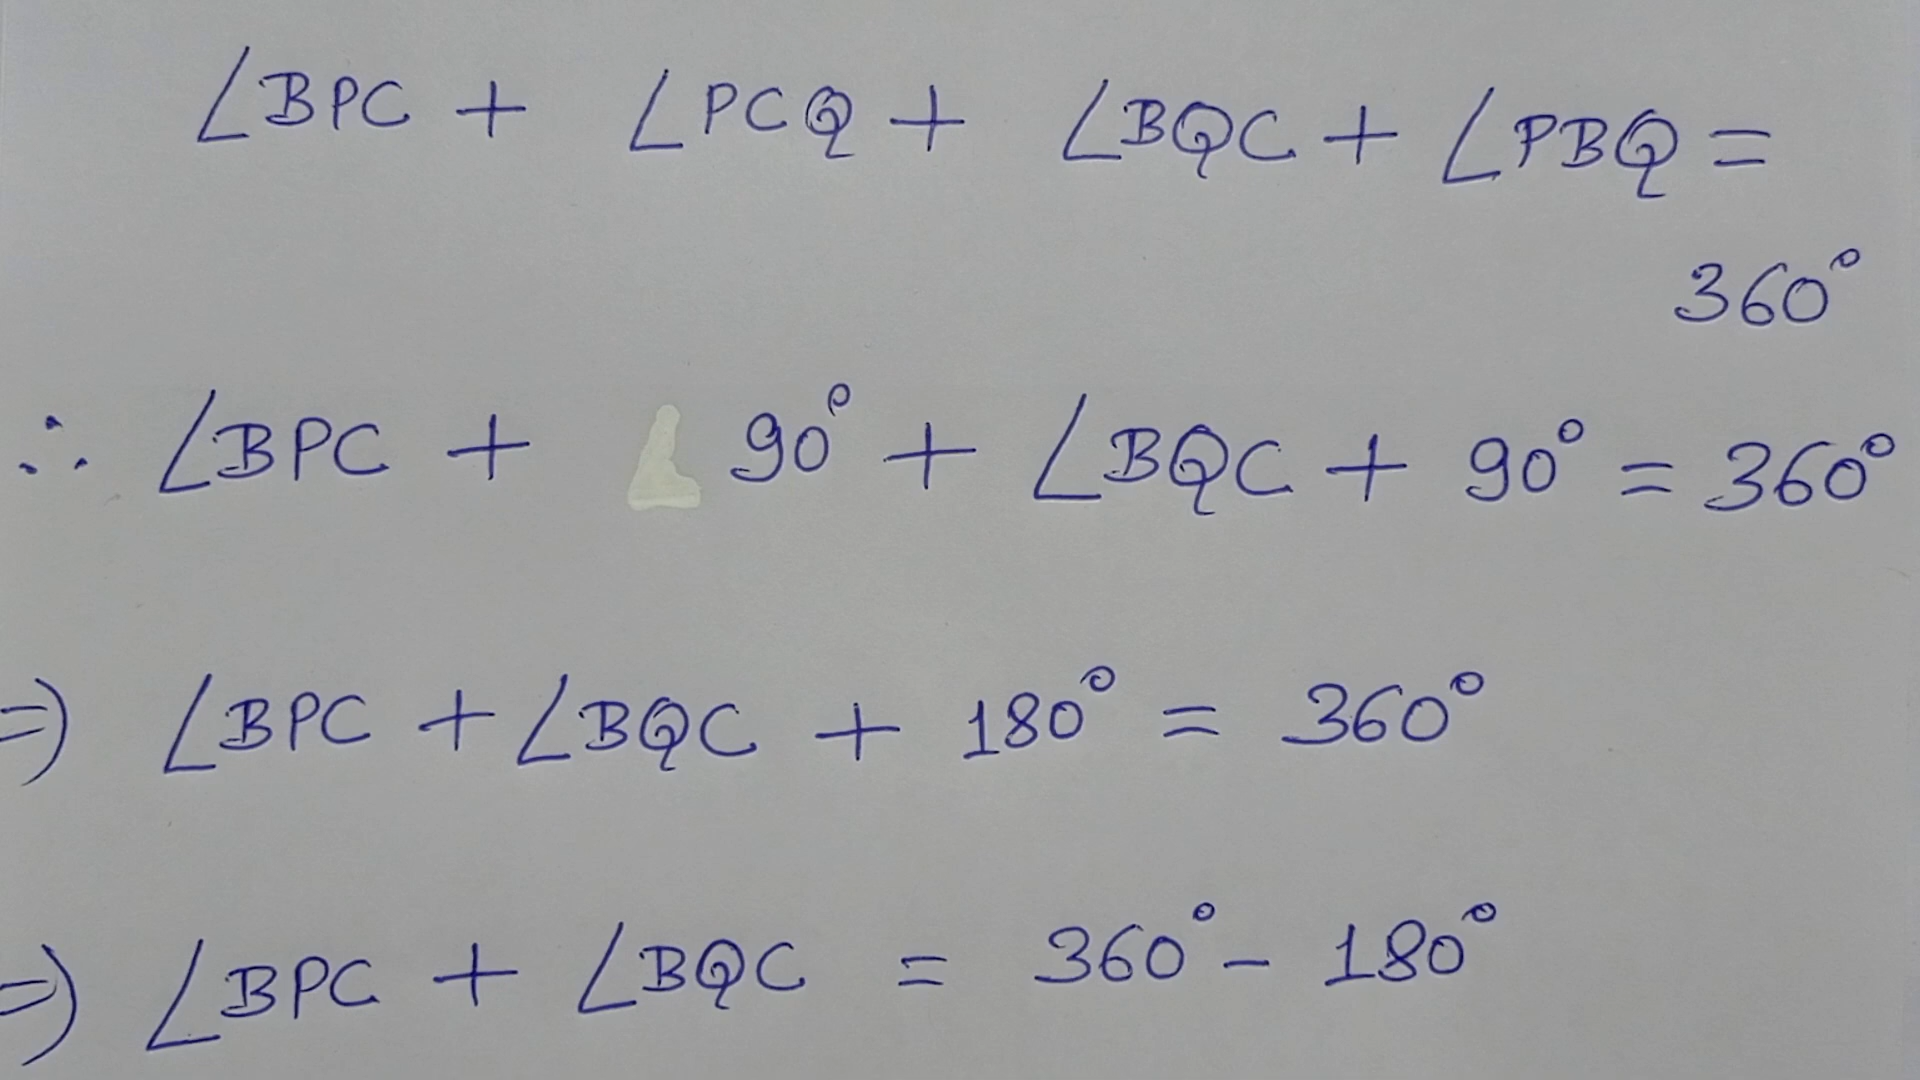 ∠BPC + ∠PCQ + ∠BQC + ∠PBQ =
360°
∴ ∠BPC + 90° + ∠BQC + 90° = 360°
⇒ ∠BPC + ∠BQC + 180° = 360°
⇒ ∠BPC + ∠BQC = 360° - 180°